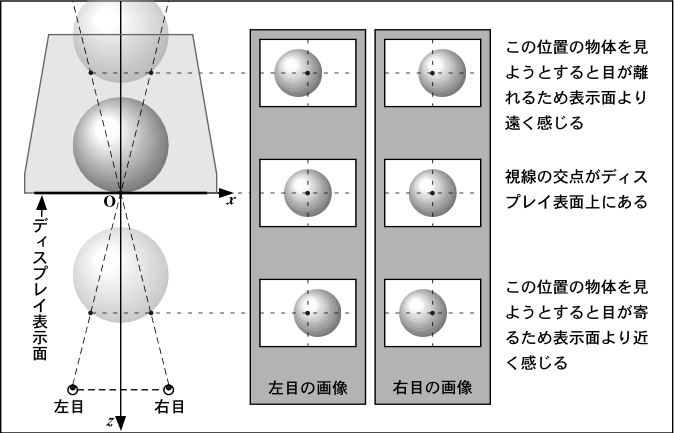 この位置の物体を見
ようとすると目が離
れるため表示面より
遠く感じる
視線の交点がディス
プレイ表面上にある
O
x
ディスプレイ表示面
この位置の物体を見
ようとすると目が寄
るため表示面より近
く感じる
左目の画像
右目の画像
左目
右目
z